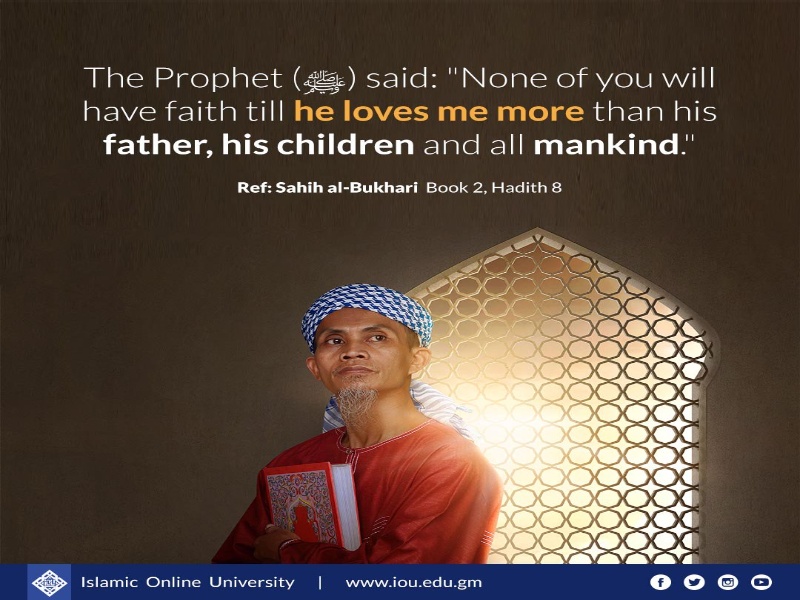 The Prophet (ﷺ) said: "None of you will
have faith till he loves me more than his
father, his children and all mankind."
Ref: Sahih al-Bukhari Book 2, Hadith 8
Islamic Online University | www.iou.edu.gm